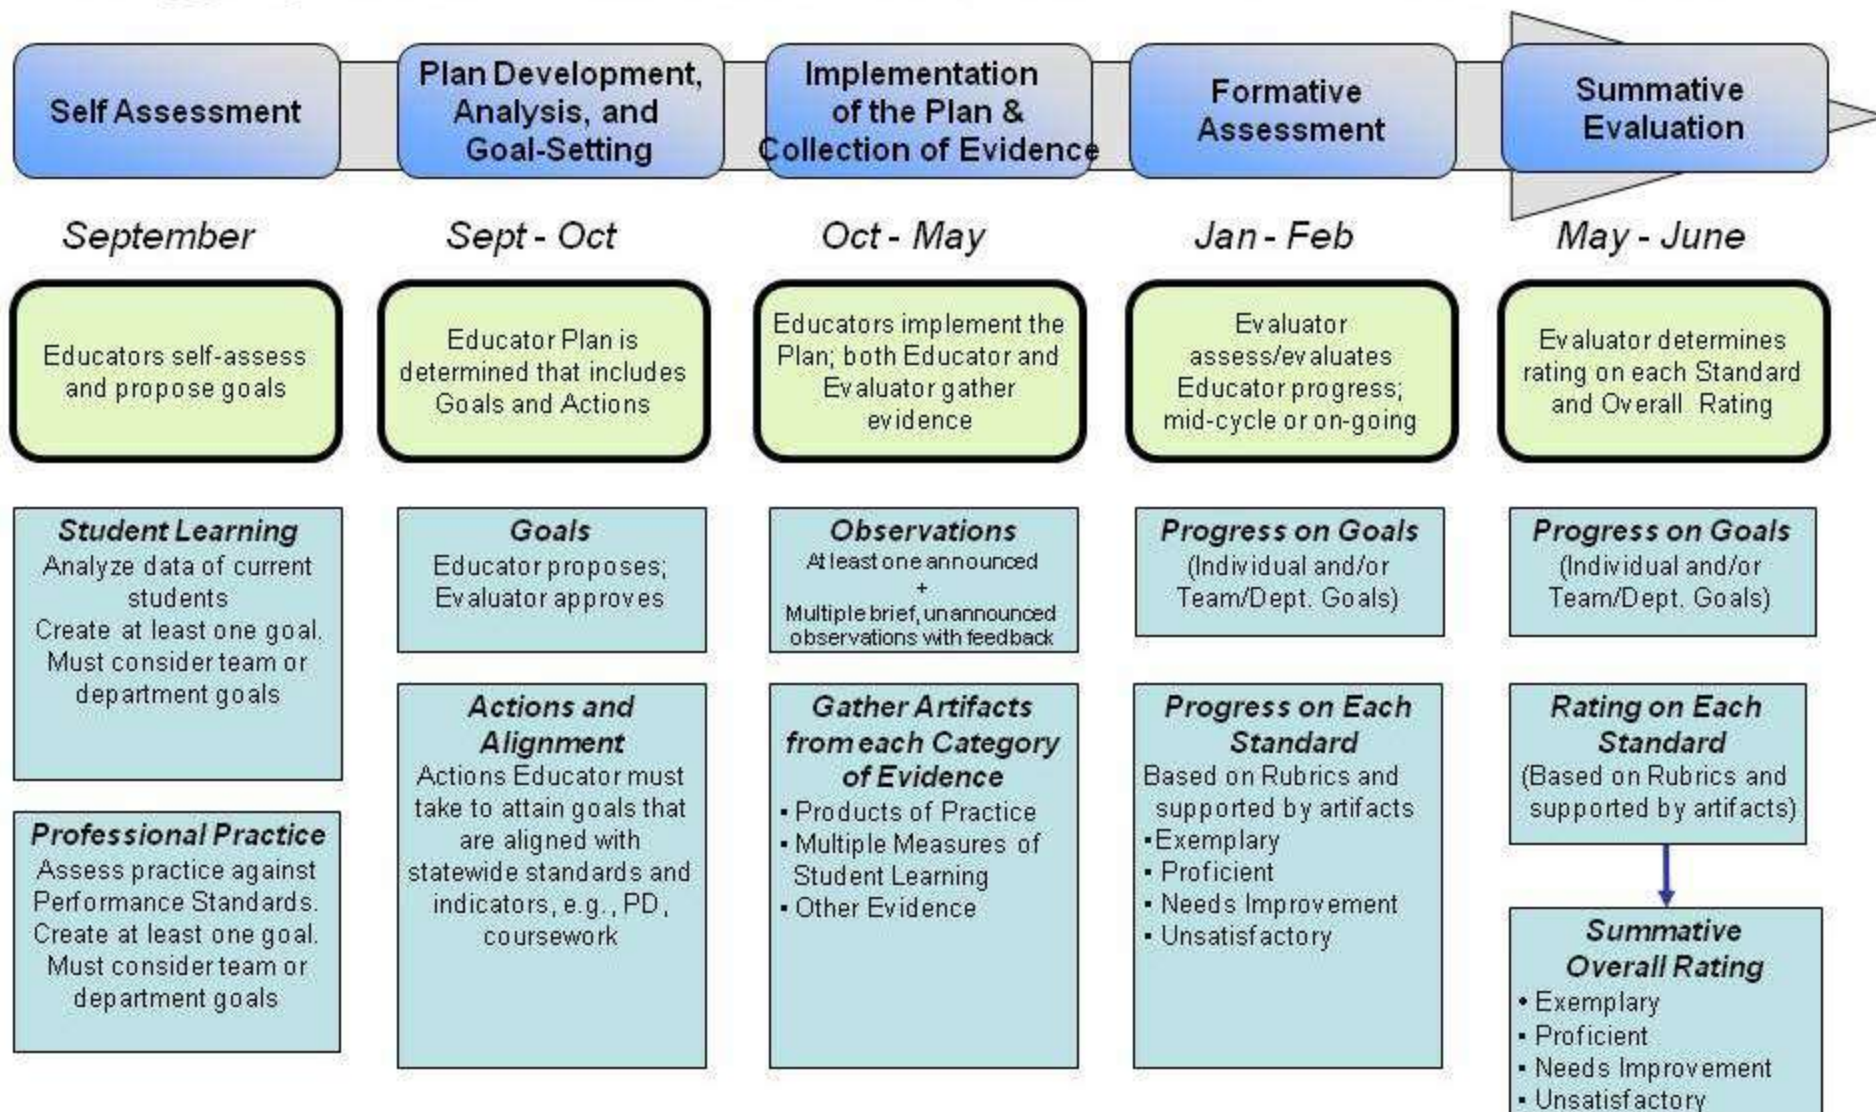 Self Assessment
Plan Development,
Analysis, and
Goal-Setting
Implementation
of the Plan &
Collection of Evidence
Formative
Assessment
Summative
Evaluation
September
Sept - Oct
Oct - May
Jan - Feb
May - June
Educators self-assess
and propose goals
Educator Plan is
determined that includes
Goals and Actions
Educators implement the
Plan; both Educator and
Evaluator gather
evidence
Evaluator
assess/evaluates
Educator progress;
mid-cycle or on-going
Evaluator determines
rating on each Standard
and Overall Rating
Student Learning
Analyze data of current
students
Create at least one goal.
Must consider team or
department goals
Professional Practice
Assess practice against
Performance Standards.
Create at least one goal.
Must consider team or
department goals
Goals
Educator proposes;
Evaluator approves
Actions and
Alignment
Actions Educator must
take to attain goals that
are aligned with
statewide standards and
indicators, e.g., PD,
coursework
Observations
At least one announced
+
Multiple brief, unannounced
observations with feedback
Gather Artifacts
from each Category
of Evidence
▪ Products of Practice
▪ Multiple Measures of
Student Learning
▪ Other Evidence
Progress on Goals
(Individual and/or
Team/Dept. Goals)
Progress on Each
Standard
Based on Rubrics and
supported by artifacts
▪Exemplary
▪ Proficient
▪ Needs Improvement
▪ Unsatisfactory
Progress on Goals
(Individual and/or
Team/Dept. Goals)
Rating on Each
Standard
(Based on Rubrics and
supported by artifacts)
Summative
Overall Rating
• Exemplary
▪ Proficient
▪ Needs Improvement
▪ Unsatisfactory